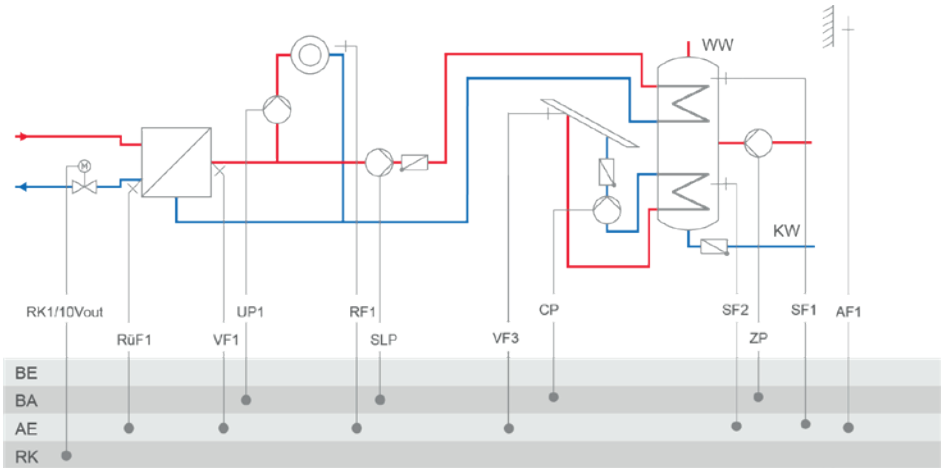 WW
M
KW
RK1/10Vout UP1 RF1 CP SF2 SF1 AF1
RüF1 VF1 SLP VF3 ZP
BE
BA
AE
RK